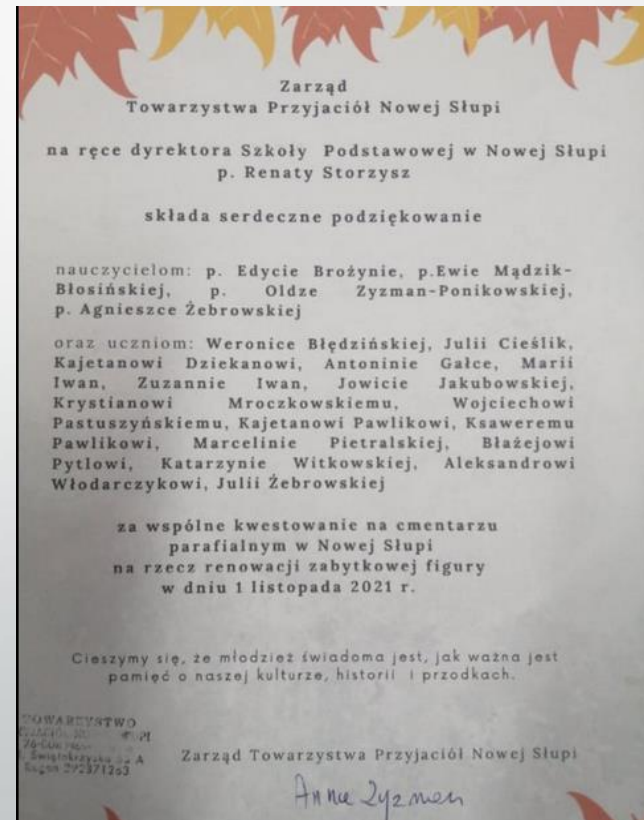 Zarząd
Towarzystwa Przyjaciół Nowej Słupi
na ręce dyrektora Szkoły Podstawowej w Nowej Słupi
p. Renaty Storzysz
składa serdeczne podziękowanie
nauczycielom: p. Edycie Brożynie, p.Ewie Mądzik-
Błosińskiej, p. Oldze Zyzman-Ponikowskiej,
p. Agnieszce Żebrowskiej
oraz uczniom: Weronice Błędzińskiej, Julii Cieślik,
Kajetanowi Dziekanowi, Antoninie Gałce, Marii
Iwan, Zuzannie Iwan, Jowicie Jakubowskiej,
Krystianowi Mroczkowskiemu, Wojciechowi
Pastuszyńskiemu, Kajetanowi Pawlikowi, Ksaweremu
Pawlikowi, Marcelinie Pietralskiej, Błażejowi
Pytlowi, Katarzynie Witkowskiej, Aleksandrowi
Włodarczykowi, Julii Żebrowskiej
za wspólne kwestowanie na cmentarzu
parafialnym w Nowej Słupi
na rzecz renowacji zabytkowej figury
w dniu 1 listopada 2021 r.
Cieszymy się, że młodzież świadoma jest, jak ważna jest
pamięć o naszej kulturze, historii i przodkach.
TOWARZYSTWO
Świętokrzyska A
Regon 292371263
Zarząd Towarzystwa Przyjaciół Nowej Słupi
Anna Zyzman